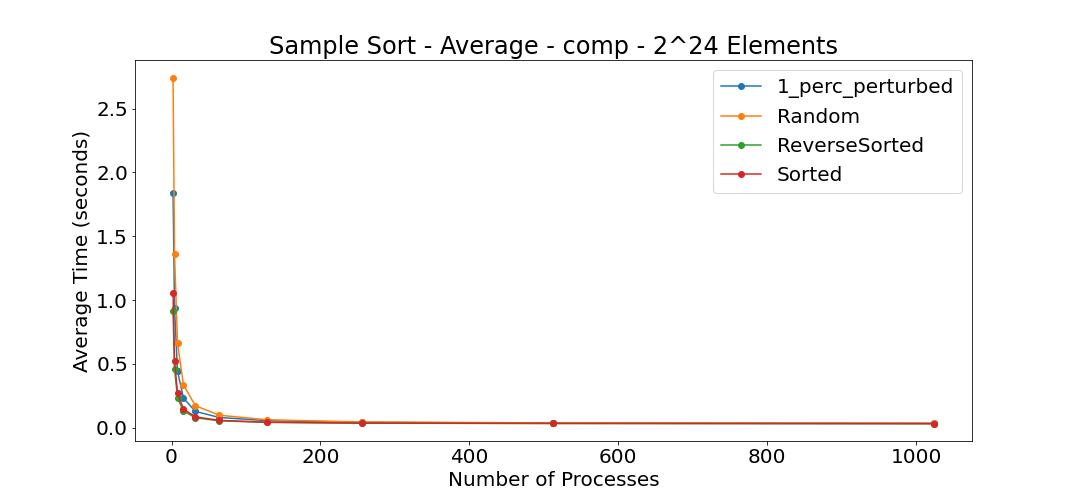 Sample Sort - Average - comp - 2^24 Elements
1_perc_perturbed
Random
ReverseSorted
Sorted
Average Time (seconds)
2.5
2.0
1.5
1.0
0.5
0.0
0 200 400 600 800 1000
Number of Processes